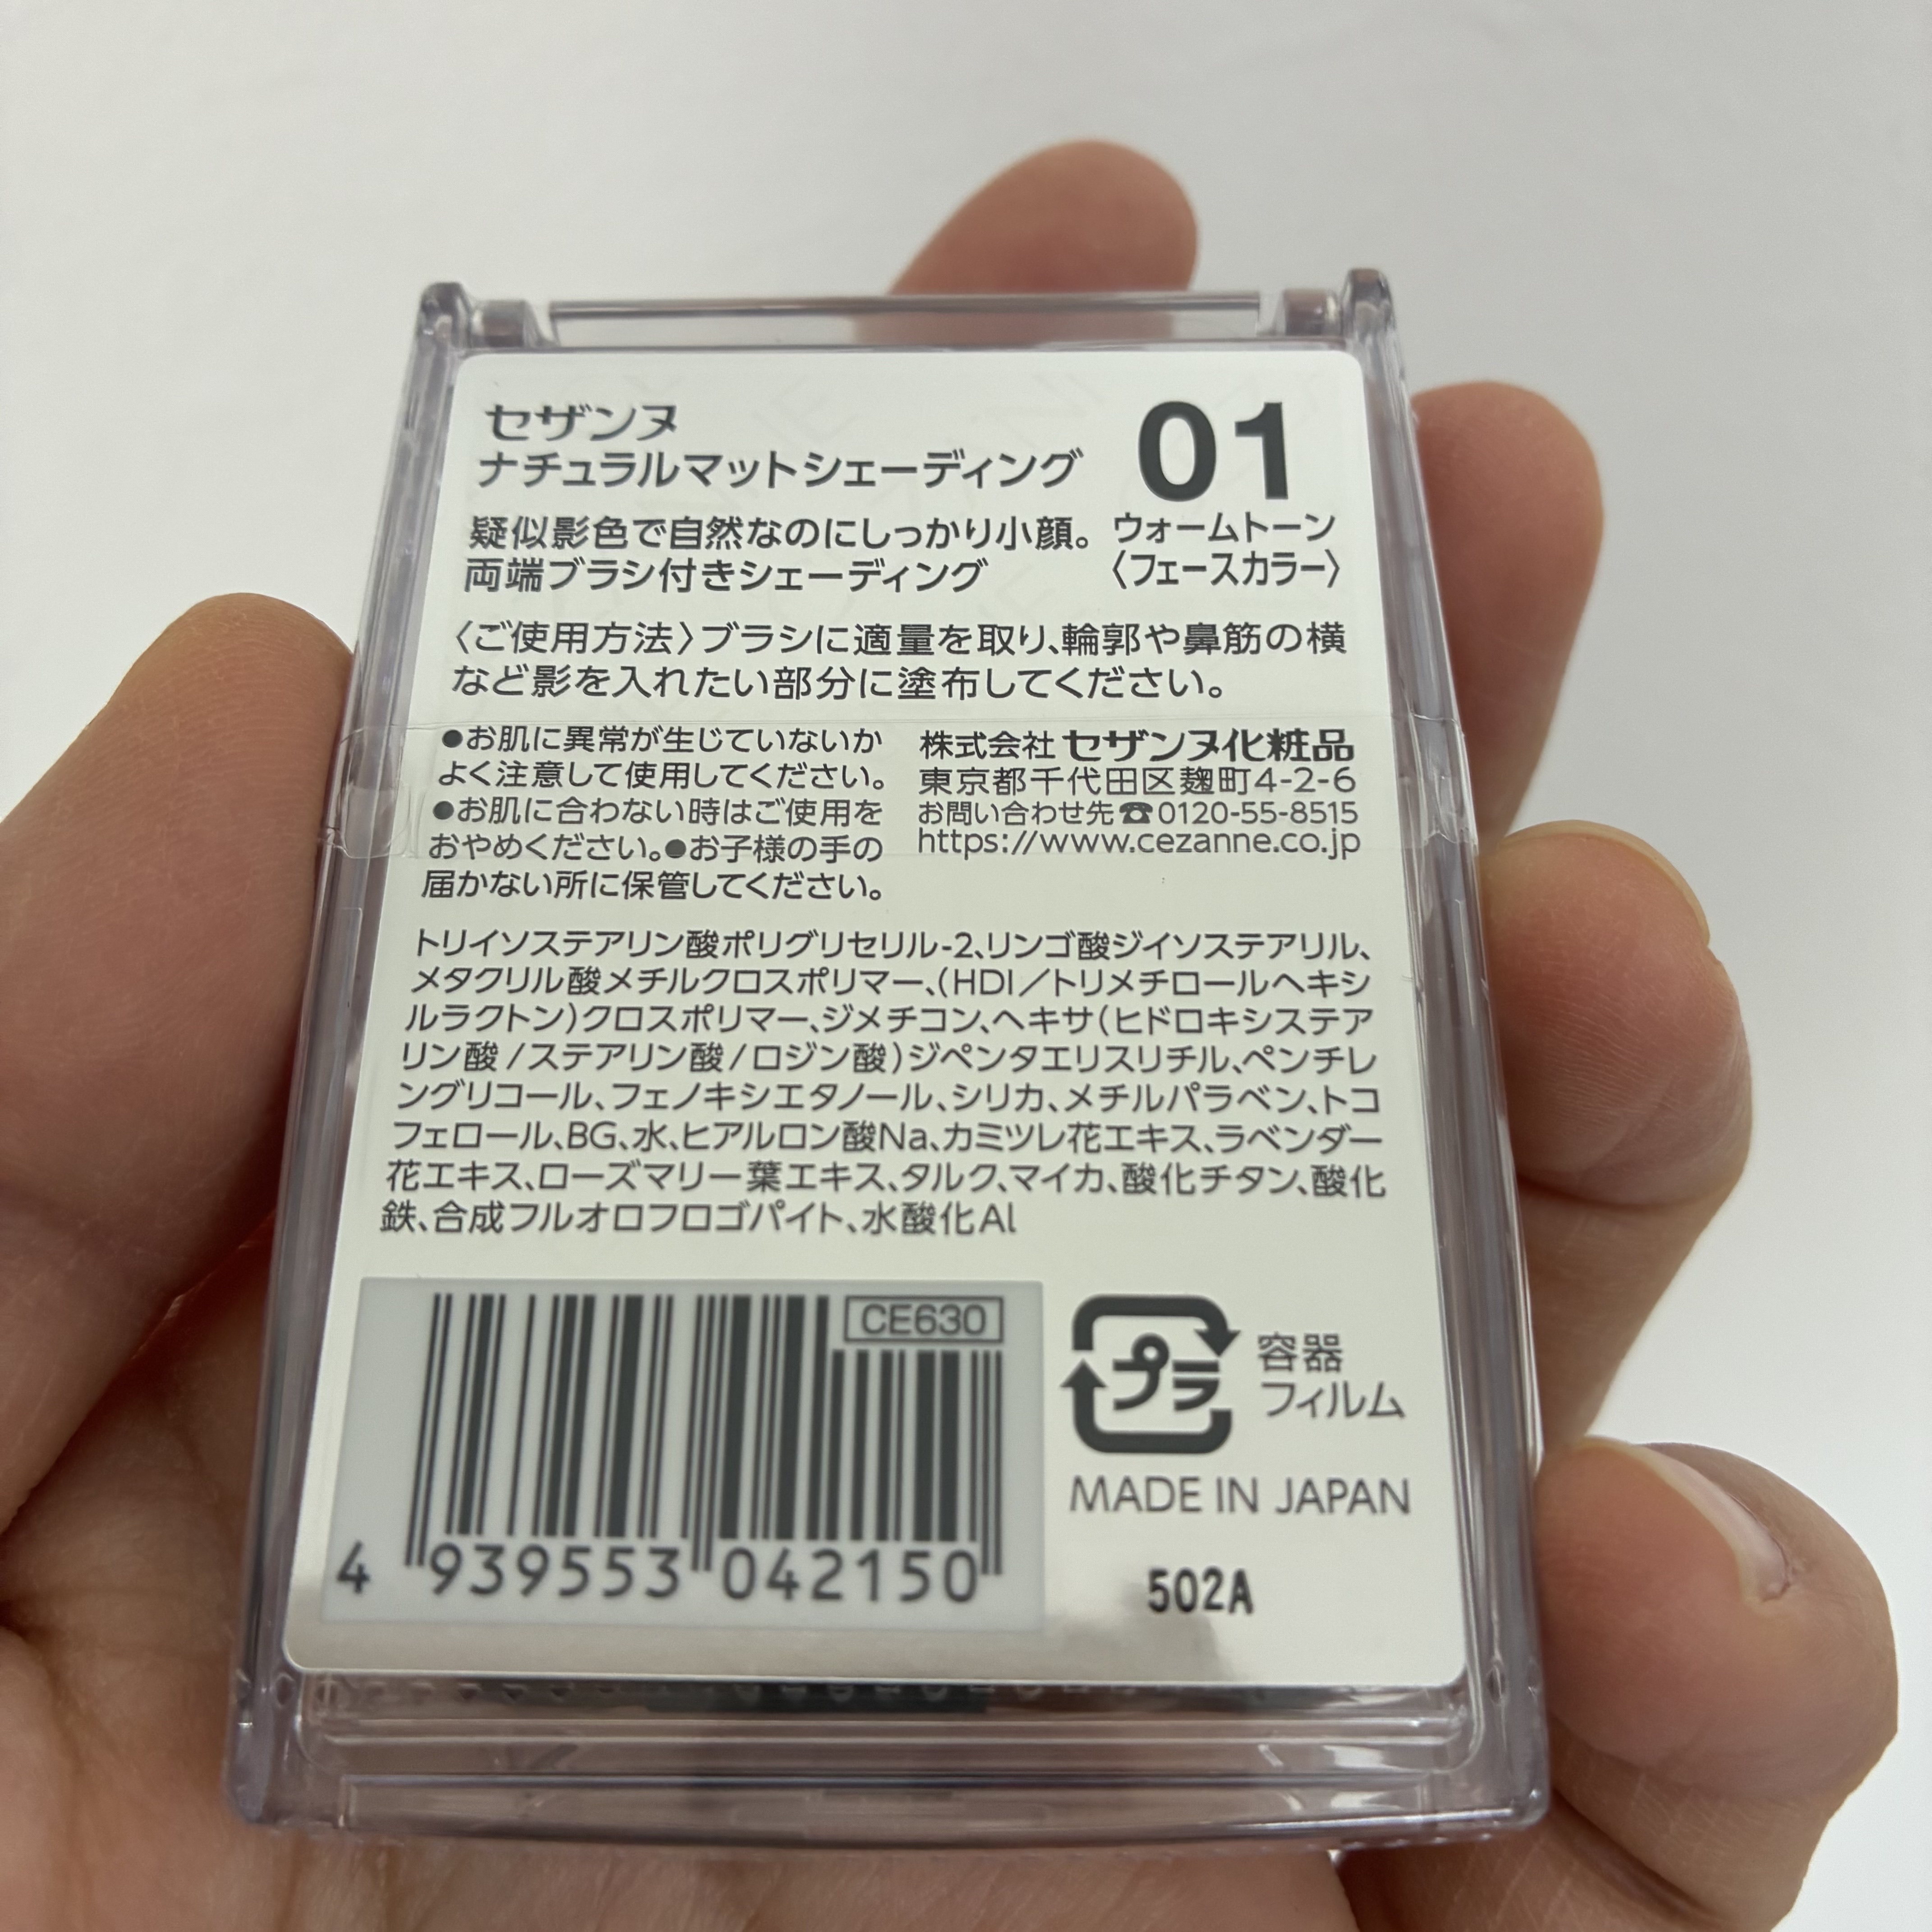 セザンヌ
ナチュラルマットシェーディング
01
疑似影色で自然なのにしっかり小顔。
両端ブラシ付きシェーディング
ウォームトーン
〈フェースカラー〉
〈ご使用方法〉ブラシに適量を取り、輪郭や鼻筋の横
など影を入れたい部分に塗布してください。
●お肌に異常が生じていないか
よく注意して使用してください。
●お肌に合わない時はご使用を
おやめください。●お子様の手の
届かない所に保管してください。
株式会社 セザンヌ化粧品
東京都千代田区麹町4-2-6
お問い合わせ先☎0120-55-8515
https://www.cezanne.co.jp
トリイソステアリン酸ポリグリセリル-2、リンゴ酸ジイソステアリル、
メタクリル酸メチルクロスポリマー、(HDI/トリメチロールヘキシ
ルラクトン)クロスポリマー、ジメチコン、ヘキサ(ヒドロキシステア
リン酸/ステアリン酸/ロジン酸)ジペンタエリスリチル、ペンチレ
ングリコール、フェノキシエタノール、シリカ、メチルパラベン、トコ
フェロール、BG、水、ヒアルロン酸Na、カミツレ花エキス、ラベンダー
花エキス、ローズマリー葉エキス、タルク、マイカ、酸化チタン、酸化
鉄、合成フルオロフロゴパイト、水酸化Al
CE630
4 939553 042150
プラ
容器
フィルム
MADE IN JAPAN
502A